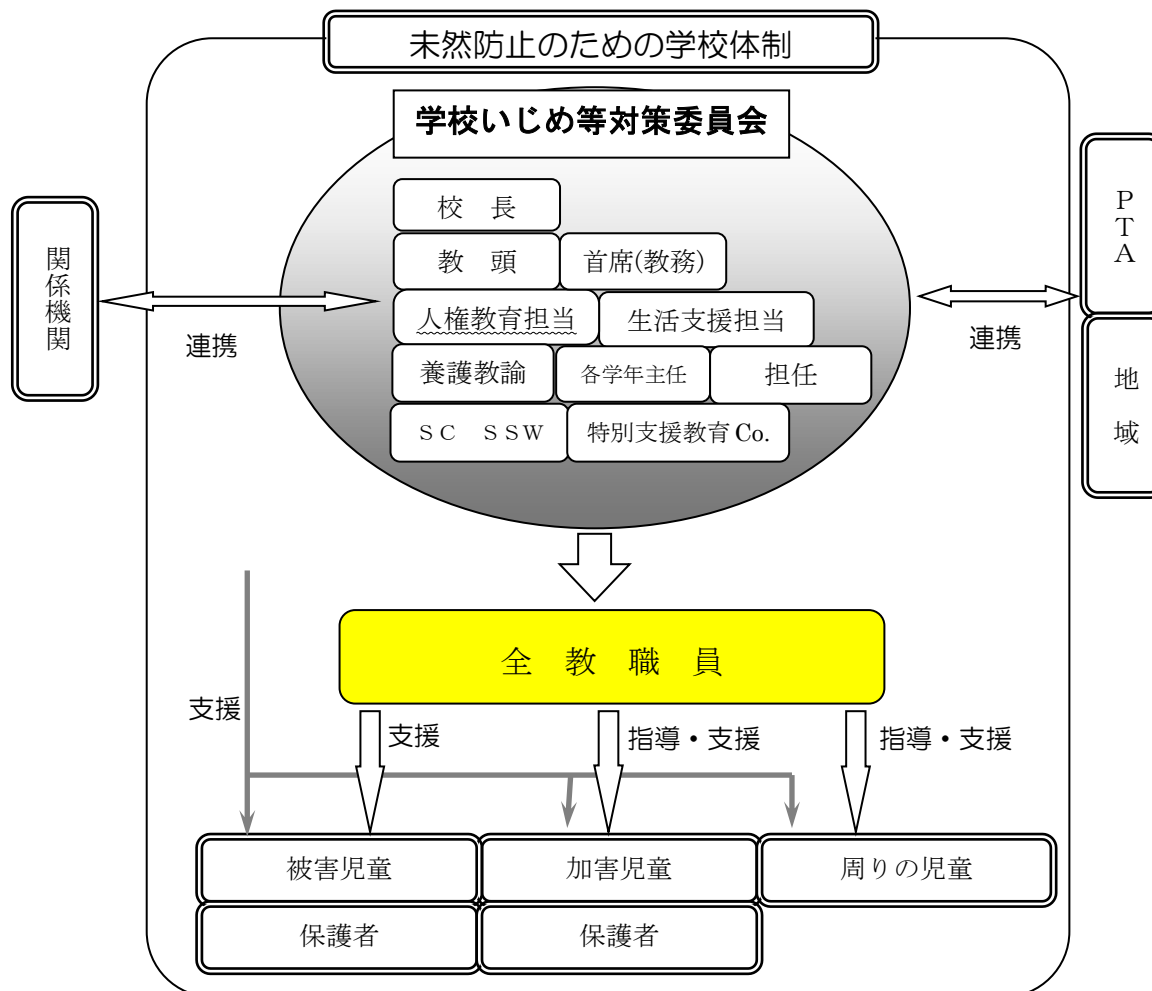 未然防止のための学校体制
学校いじめ等対策委員会
校　長
教　頭
首席(教務)
人権教育担当
生活支援担当
養護教諭
各学年主任
担任
ＳＣ　ＳＳＷ
特別支援教育 Co.
関係機関
連携
連携
ＰＴＡ
地　域
全　教　職　員
支援
支援
指導・支援
指導・支援
被害児童
加害児童
周りの児童
保護者
保護者